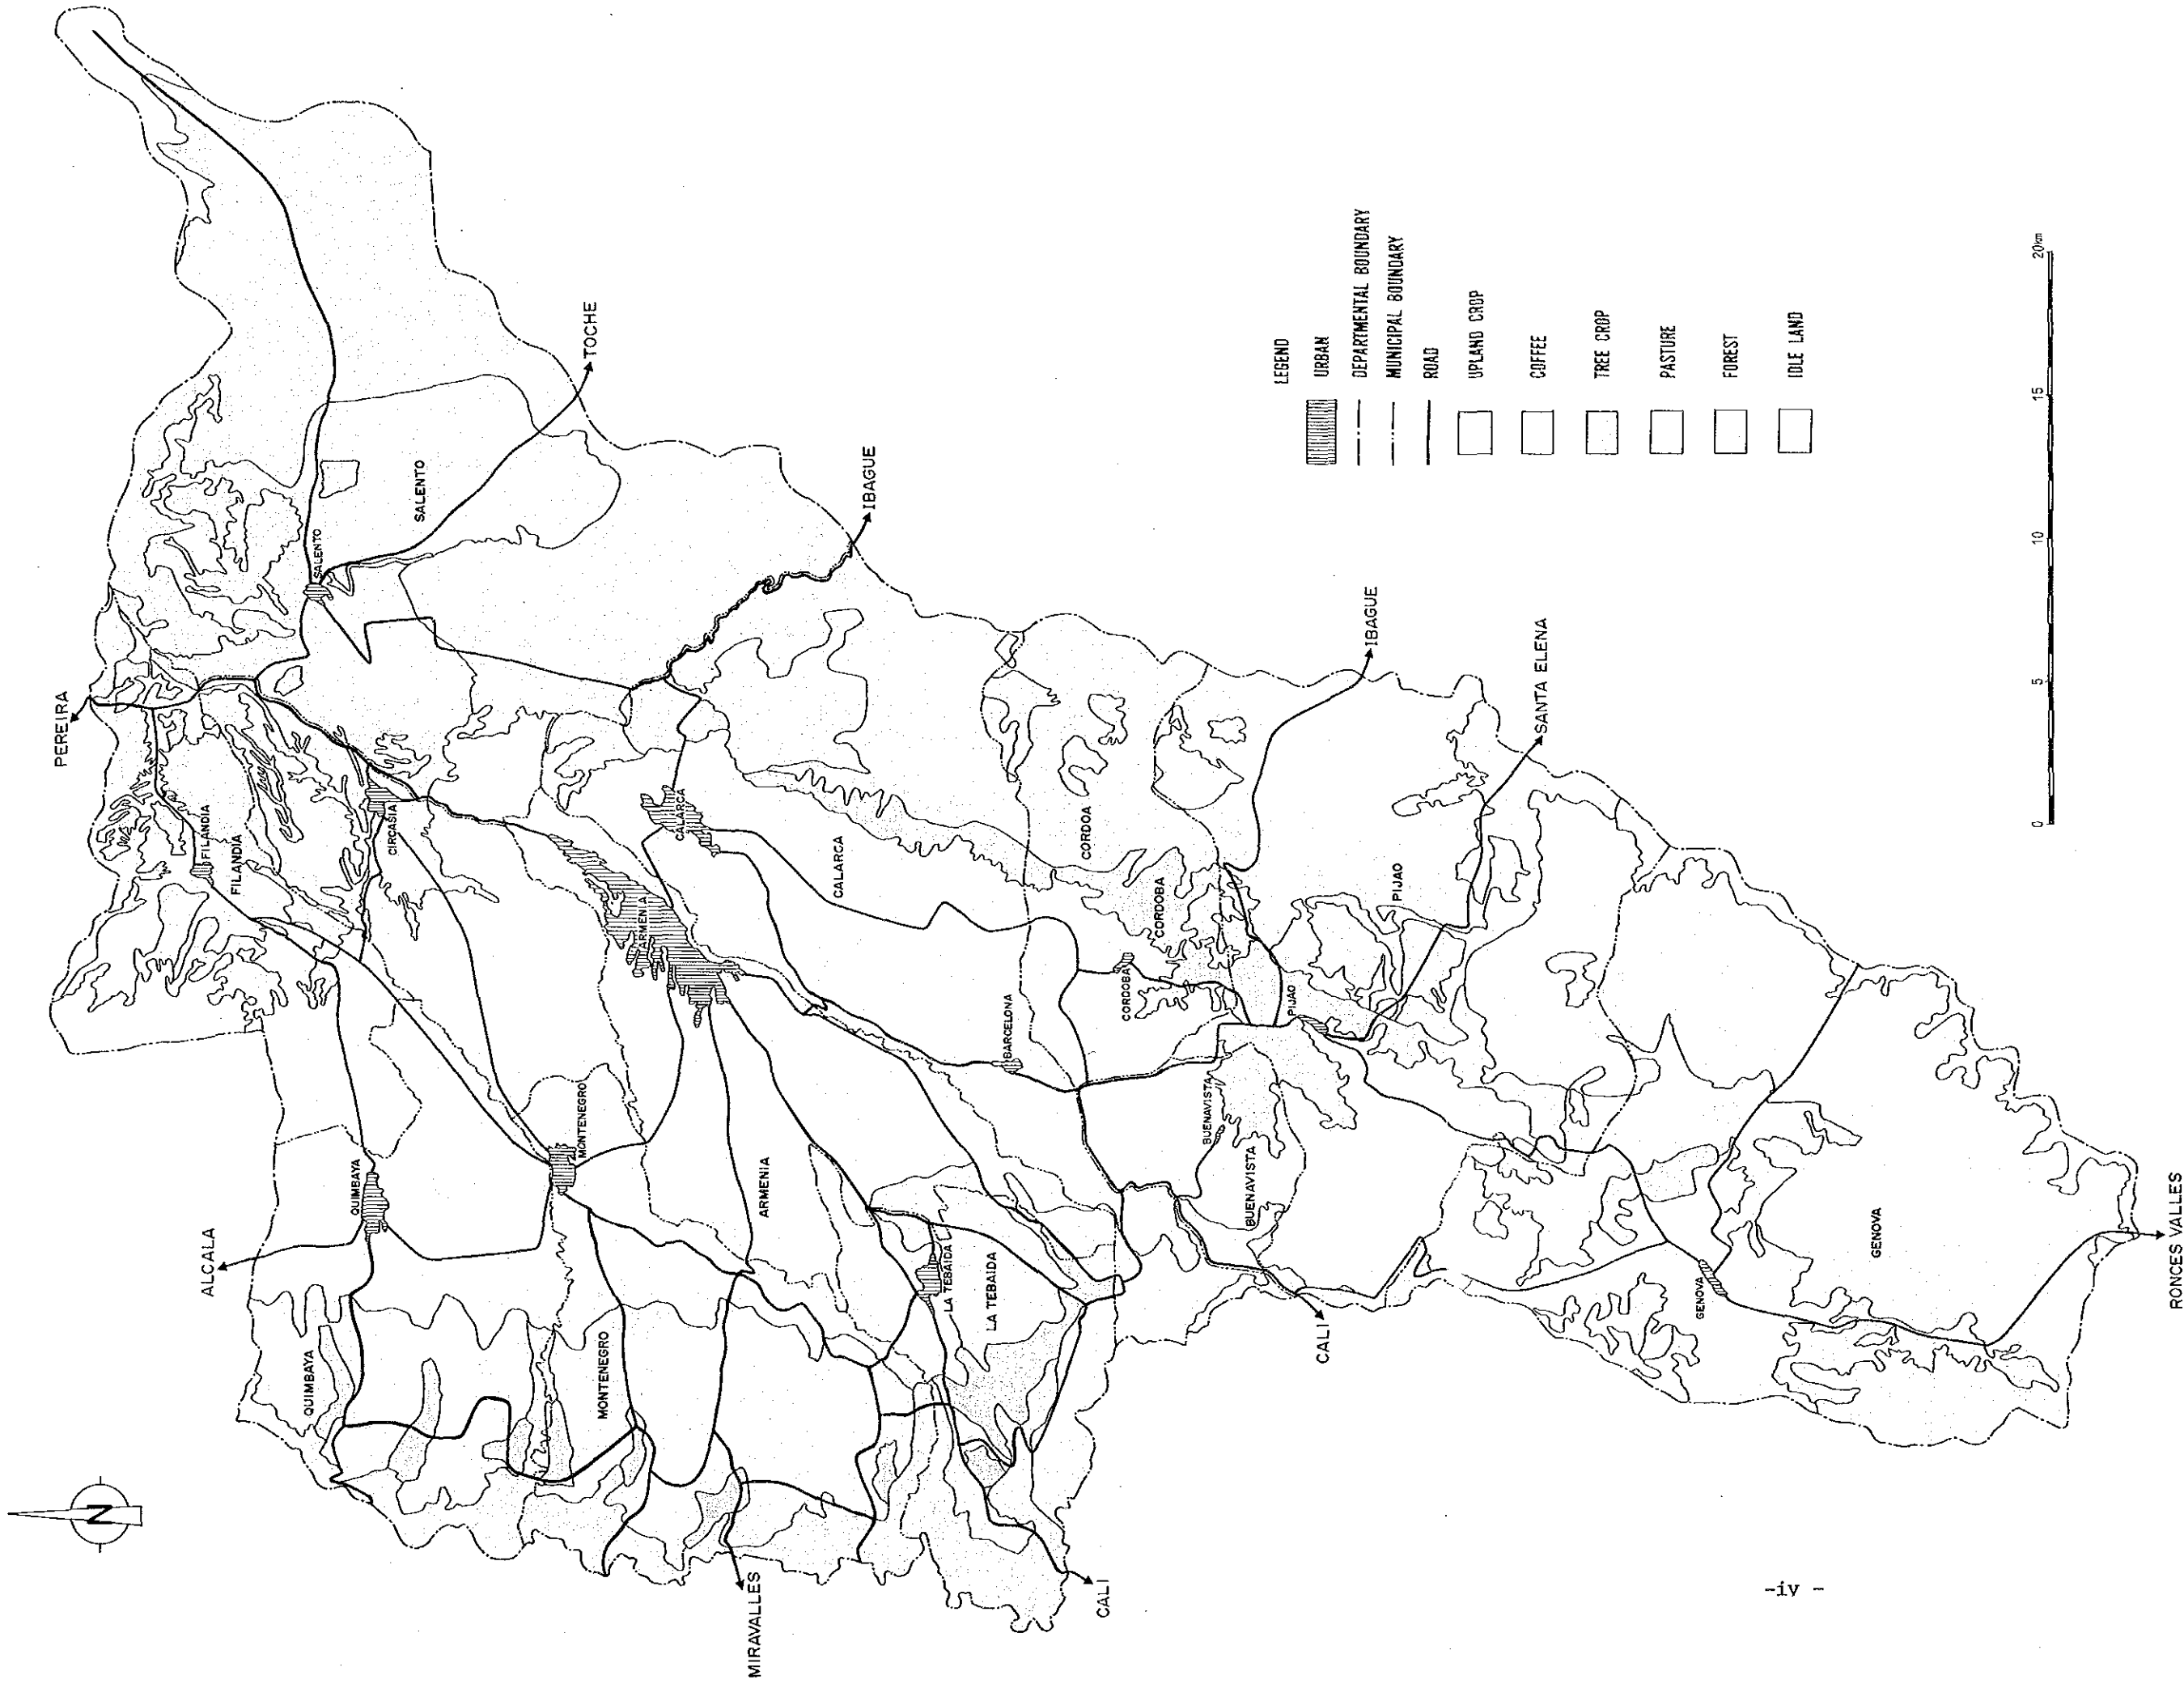 PEREIRA
ALCALA
TOCHE
IBAGUE
IBAGUE
SANTA ELENA
MIRAVALLES
CALI
CALI
RONCES VALLES
N
FILANDIA
FILANDIA
SALENTO
SALENTO
CIRCASIA
QUIMBAYA
QUIMBAYA
MONTENEGRO
MONTENEGRO
ARMENIA
ARMENIA
CALARCA
CALARCA
LA TEBAIDA
LA TEBAIDA
BARCELONA
CORDOA
CORDOBA
CORDOBA
BUENAVISTA
BUENAVISTA
PIJAO
PIJAO
GENOVA
GENOVA
LEGEND
URBAN
DEPARTMENTAL BOUNDARY
MUNICIPAL BOUNDARY
ROAD
UPLAND CROP
COFFEE
TREE CROP
PASTURE
FOREST
IDLE LAND
0 5 10 15 20km
-iv -